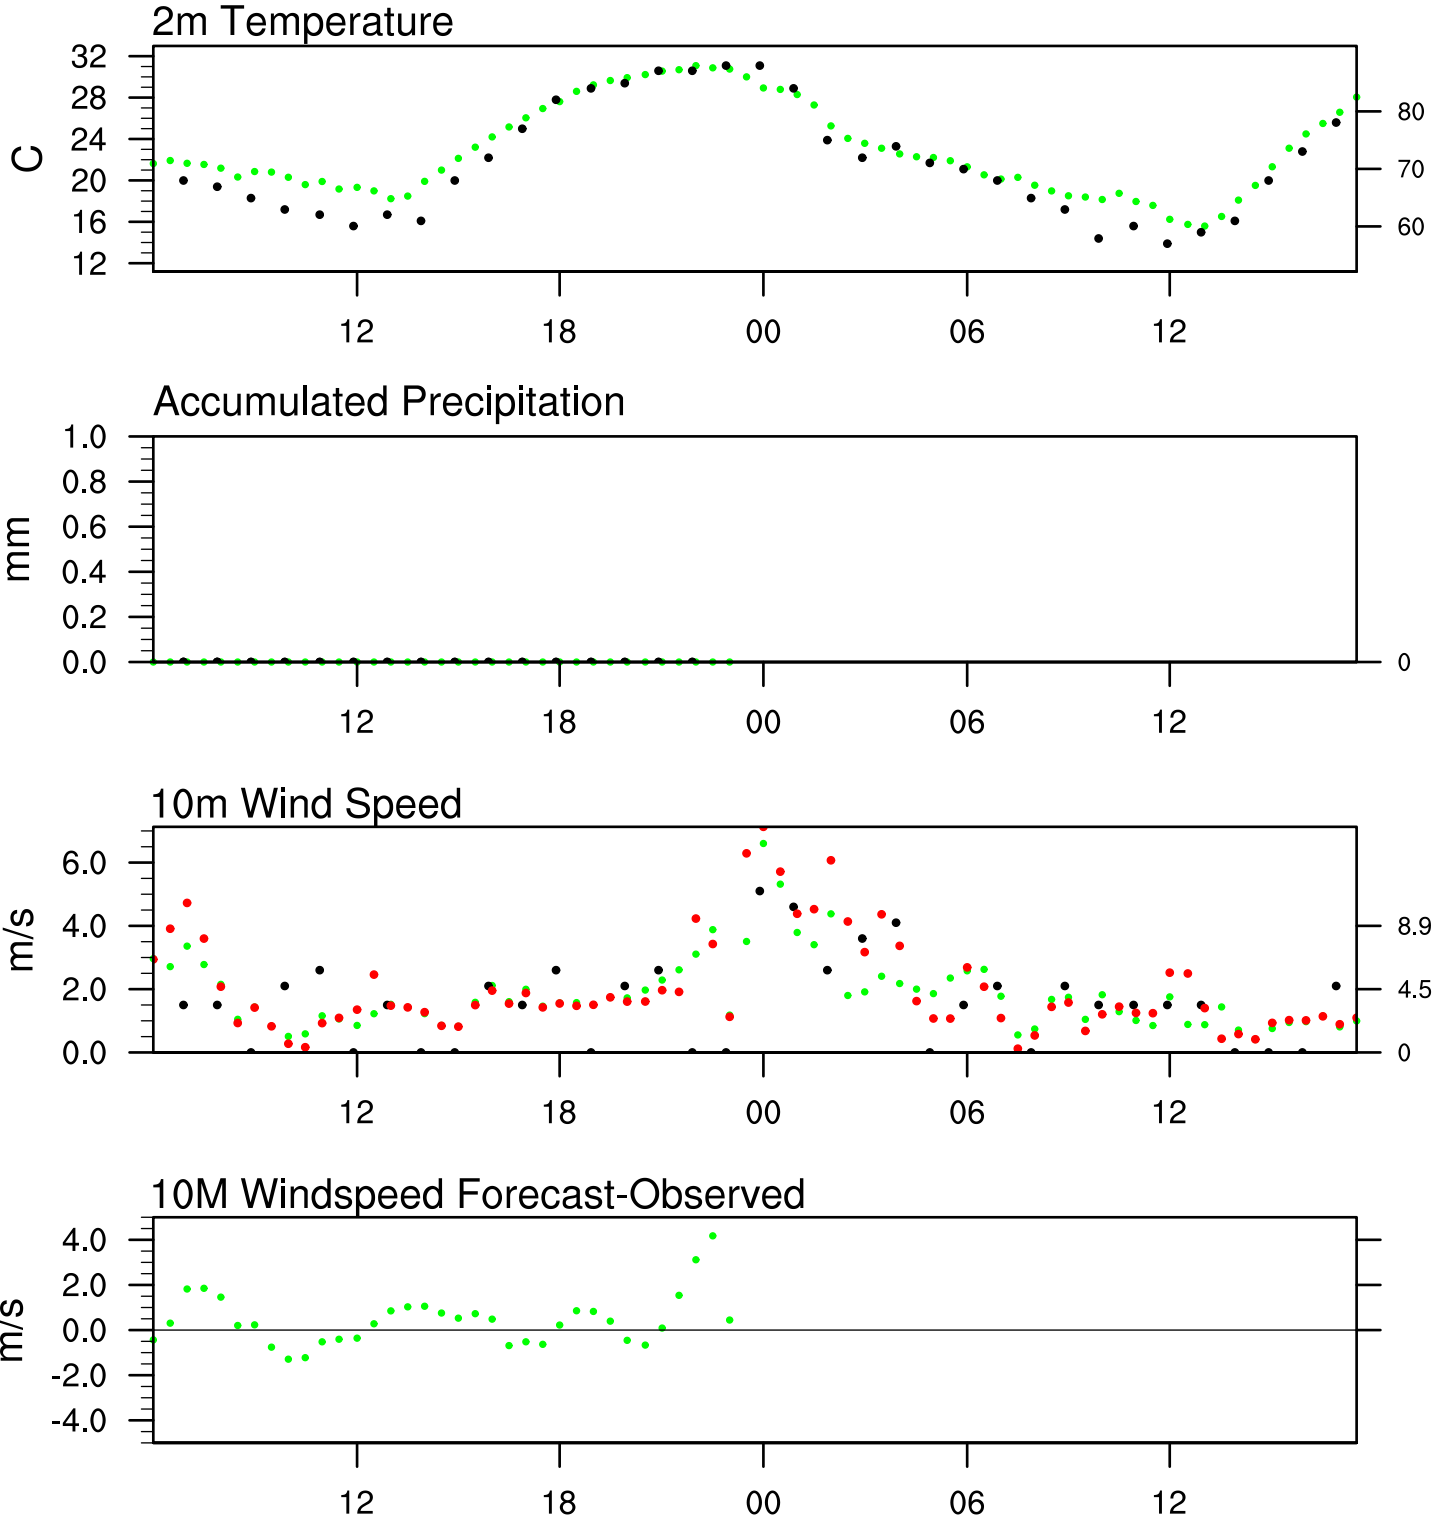 2m Temperature
32
28
24
20
16
12
C
80
70
60
12 18 00 06 12
Accumulated Precipitation
1.0
0.8
0.6
0.4
0.2
0.0
mm
0
12 18 00 06 12
10m Wind Speed
6.0
4.0
2.0
0.0
m/s
8.9
4.5
0
12 18 00 06 12
10M Windspeed Forecast-Observed
4.0
2.0
0.0
-2.0
-4.0
m/s
12 18 00 06 12